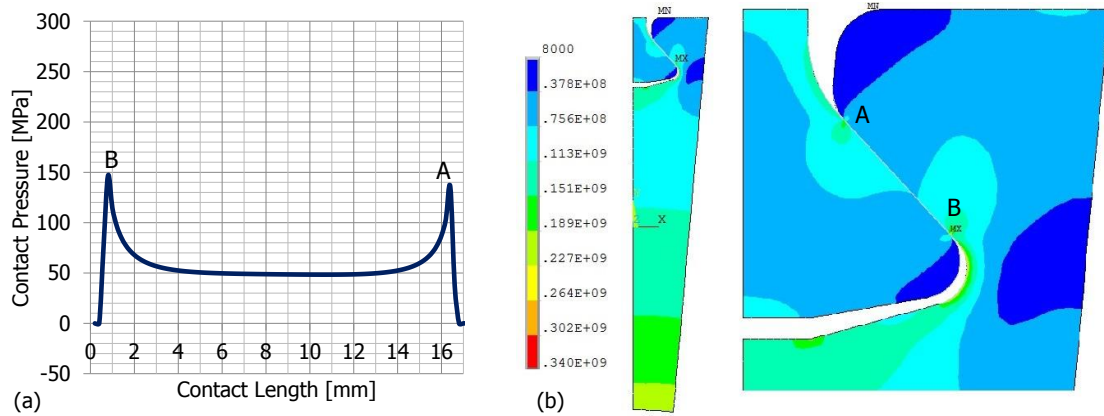 Contact Pressure [MPa]
300
250
200
150
100
50
0
-50
B
A
0 2 4 6 8 10 12 14 16
Contact Length [mm]
(a)
8000
.378E+08
.756E+08
.113E+09
.151E+09
.189E+09
.227E+09
.264E+09
.302E+09
.340E+09
MN
MX
Z X
(b)
MN
A
B
MX